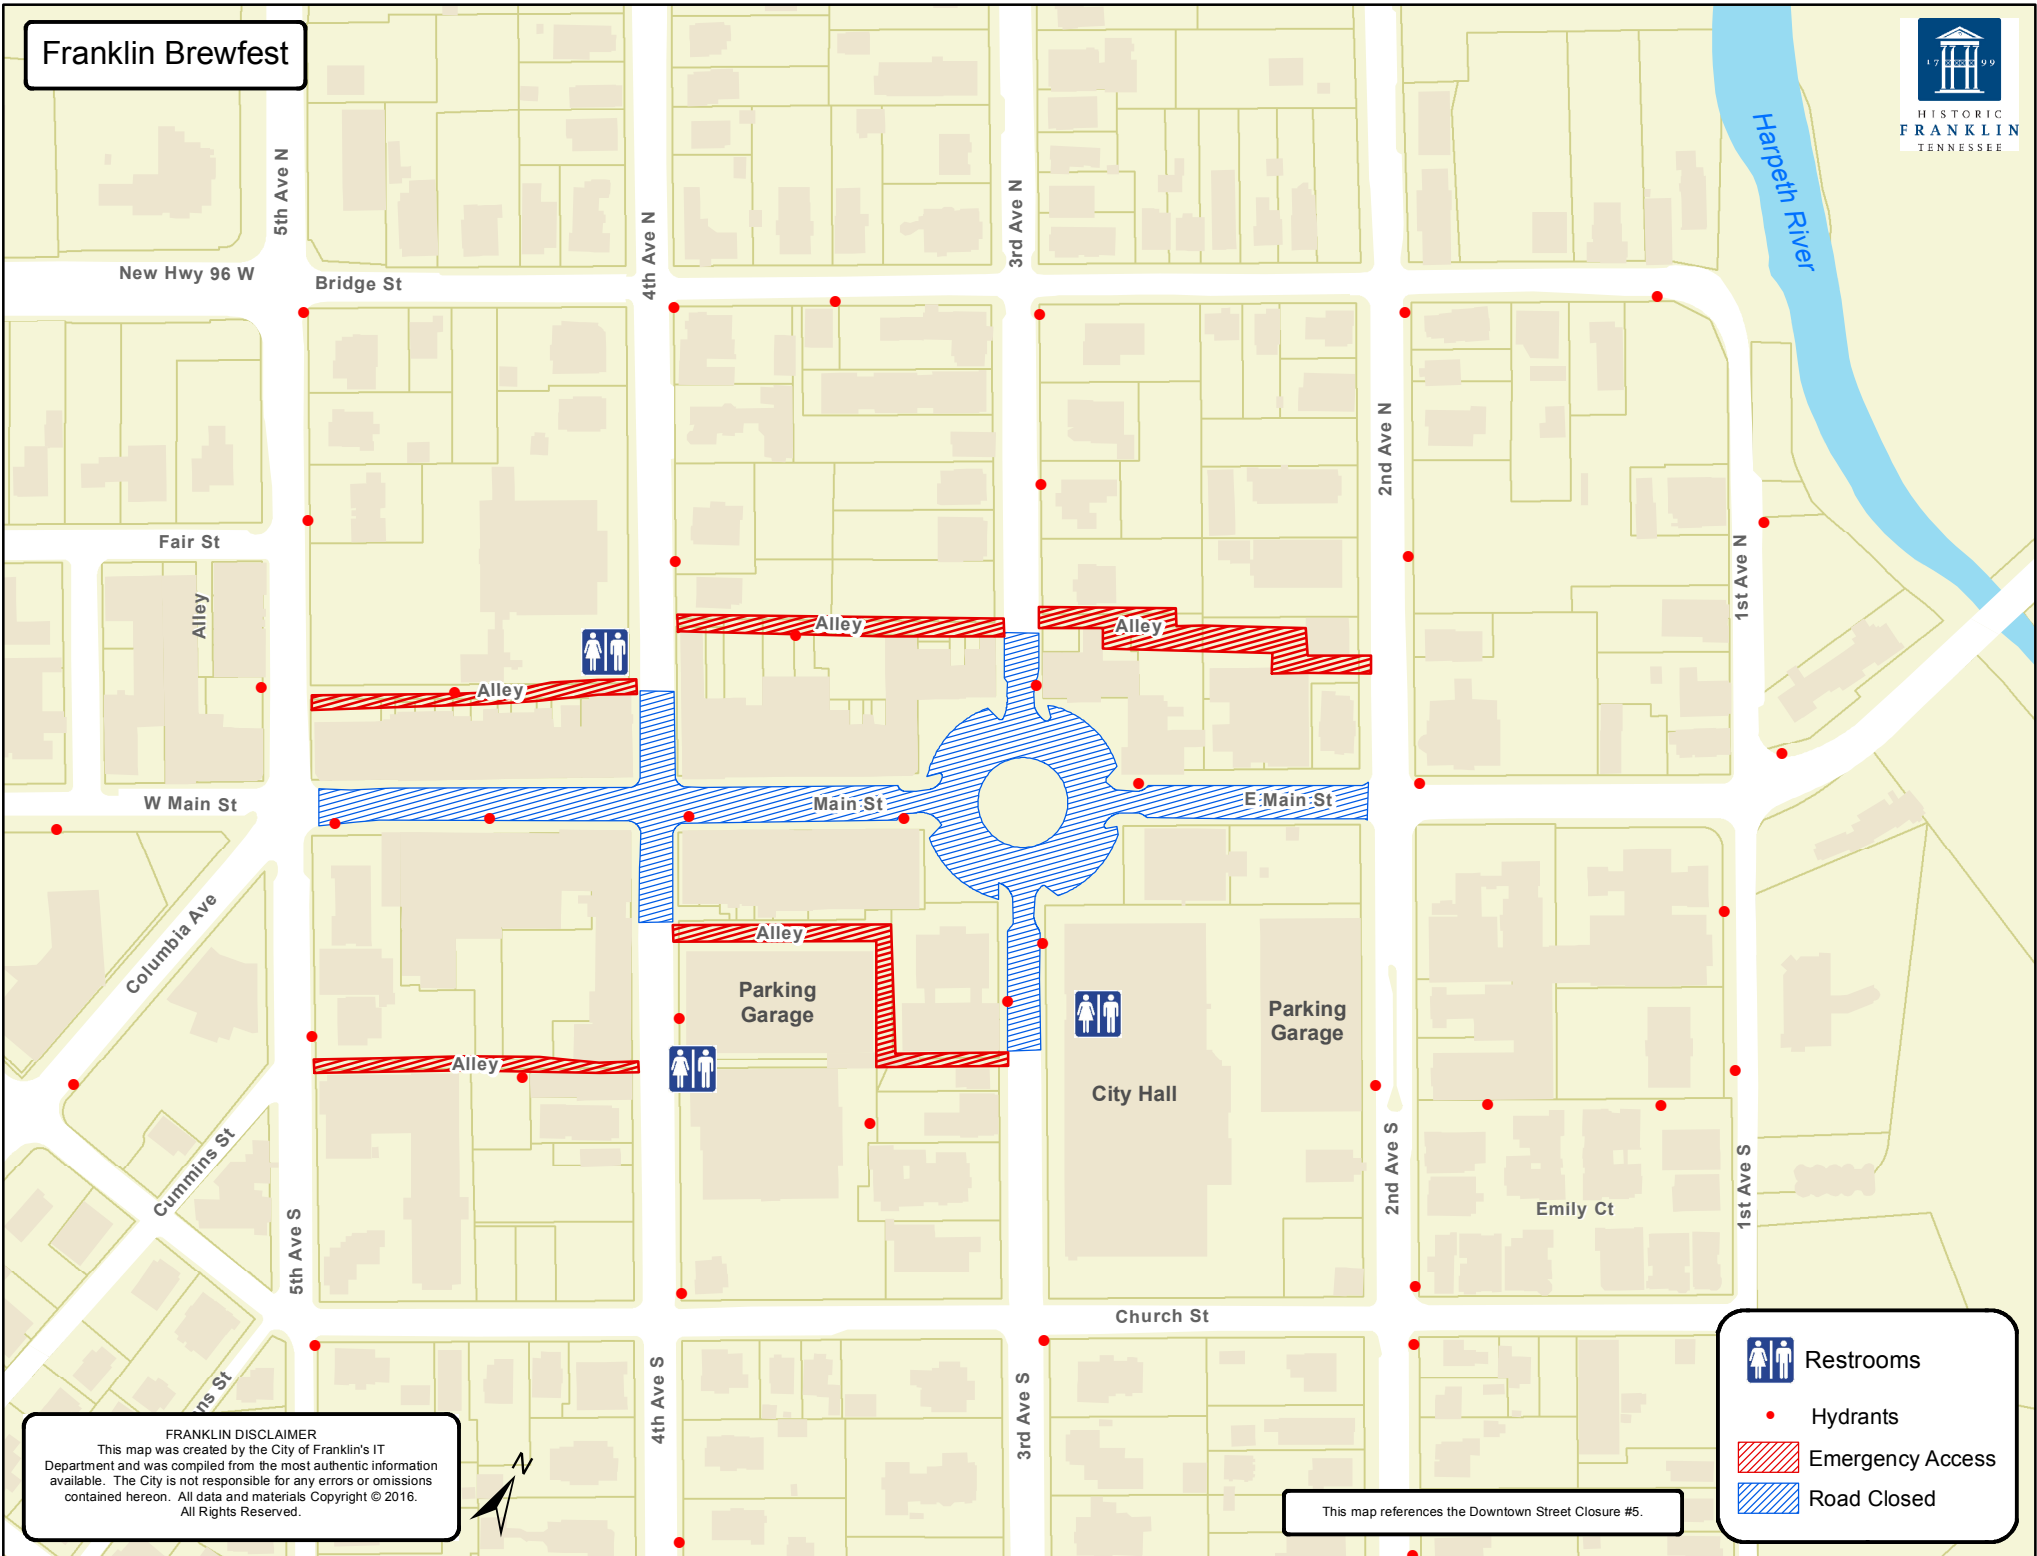 Franklin Brewfest
17 99
HISTORIC
FRANKLIN
TENNESSEE
Harpeth River
5th Ave N
4th Ave N
3rd Ave N
New Hwy 96 W
Bridge St
2nd Ave N
1st Ave N
Fair St
Alley
Alley
Alley
Alley
W Main St
Main St
E Main St
Columbia Ave
Alley
Parking
Garage
Parking
Garage
Alley
City Hall
Cummins St
5th Ave S
2nd Ave S
1st Ave S
Emily Ct
Church St
4th Ave S
3rd Ave S
ns St
Restrooms
Hydrants
Emergency Access
Road Closed
FRANKLIN DISCLAIMER
This map was created by the City of Franklin's IT
Department and was compiled from the most authentic information
available. The City is not responsible for any errors or omissions
contained hereon. All data and materials Copyright © 2016.
All Rights Reserved.
N
This map references the Downtown Street Closure #5.